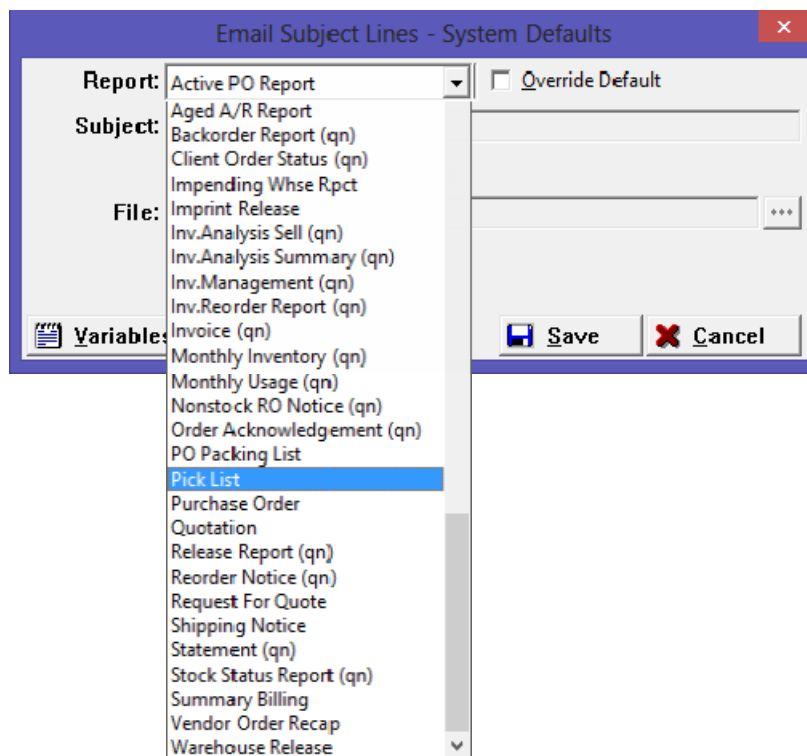 Email Subject Lines - System Defaults
Report: Active PO Report Override Default
Subject:
File:
Variables Save Cancel
Aged A/R Report
Backorder Report (qn)
Client Order Status (qn)
Impending Whse Rpct
Imprint Release
Inv.Analysis Sell (qn)
Inv.Analysis Summary (qn)
Inv.Management (qn)
Inv.Reorder Report (qn)
Invoice (qn)
Monthly Inventory (qn)
Monthly Usage (qn)
Nonstock RO Notice (qn)
Order Acknowledgement (qn)
PO Packing List
Pick List
Purchase Order
Quotation
Release Report (qn)
Reorder Notice (qn)
Request For Quote
Shipping Notice
Statement (qn)
Stock Status Report (qn)
Summary Billing
Vendor Order Recap
Warehouse Release